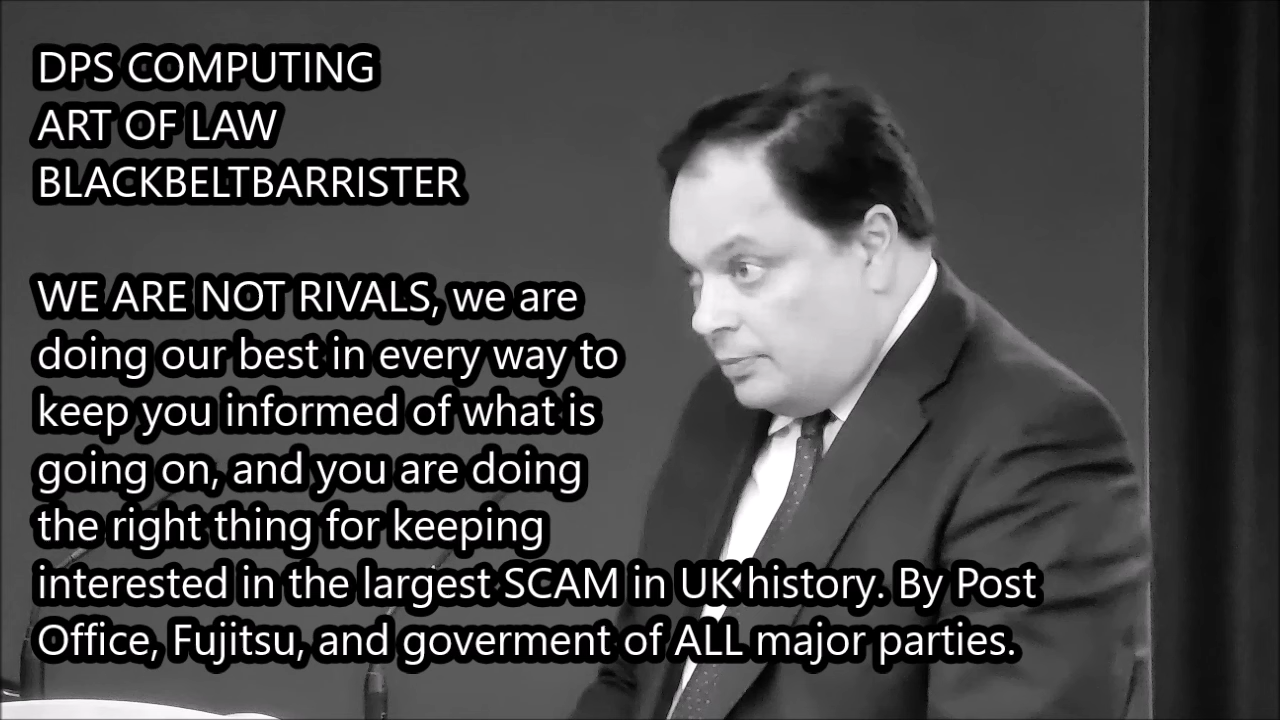 DPS COMPUTING
ART OF LAW
BLACKBELTBARRISTER
WE ARE NOT RIVALS, we are
doing our best in every way to
keep you informed of what is
going on, and you are doing
the right thing for keeping
interested in the largest SCAM in UK history. By Post
Office, Fujitsu, and goverment of ALL major parties.